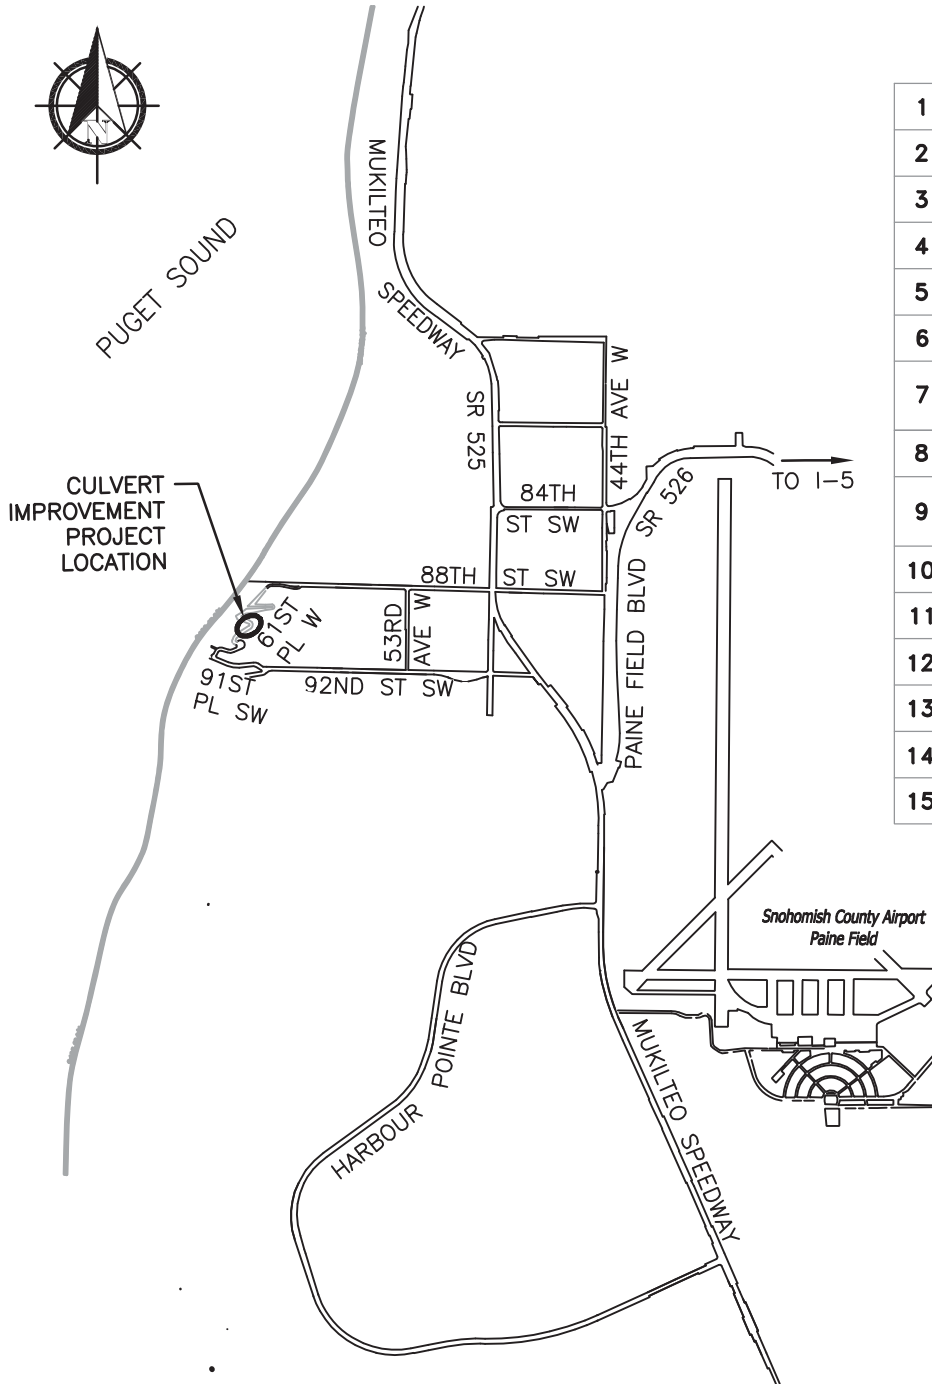 N
PUGET SOUND
MUKILTEO
SPEEDWAY
SR 525
44TH AVE W
84TH
ST SW
SR 526
TO I-5
CULVERT
IMPROVEMENT
PROJECT
LOCATION
88TH ST SW
61ST
PL W
53RD
AVE W
91ST
PL SW
92ND ST SW
PAINE FIELD BLVD
Snohomish County Airport
Paine Field
HARBOUR POINTE BLVD
MUKILTEO SPEEDWAY
1
2
3
4
5
6
7
8
9
10
11
12
13
14
15